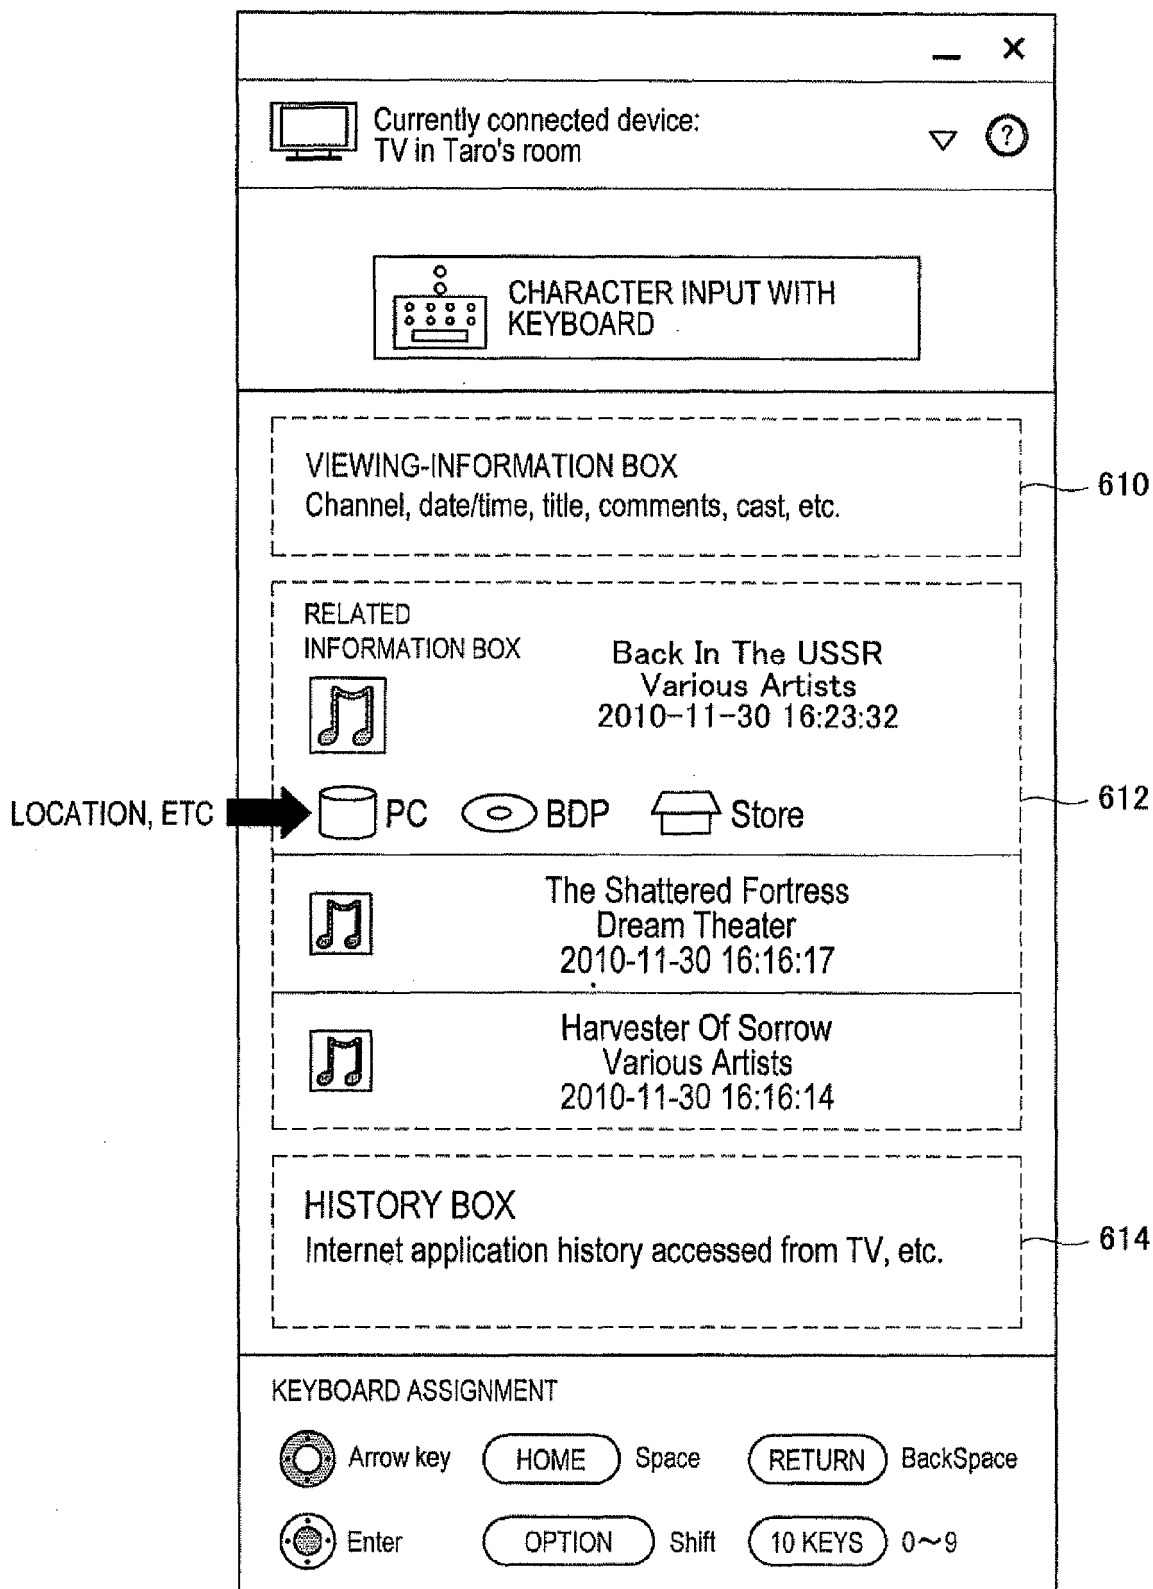 Currently connected device:
TV in Taro's room
?
CHARACTER INPUT WITH
KEYBOARD
VIEWING-INFORMATION BOX
Channel, date/time, title, comments, cast, etc.
610
RELATED
INFORMATION BOX
Back In The USSR
Various Artists
2010-11-30 16:23:32
612
LOCATION, ETC
PC
BDP
Store
The Shattered Fortress
Dream Theater
2010-11-30 16:16:17
Harvester Of Sorrow
Various Artists
2010-11-30 16:16:14
HISTORY BOX
Internet application history accessed from TV, etc.
614
KEYBOARD ASSIGNMENT
Arrow key
HOME
Space
RETURN
BackSpace
Enter
OPTION
Shift
10 KEYS
0～9